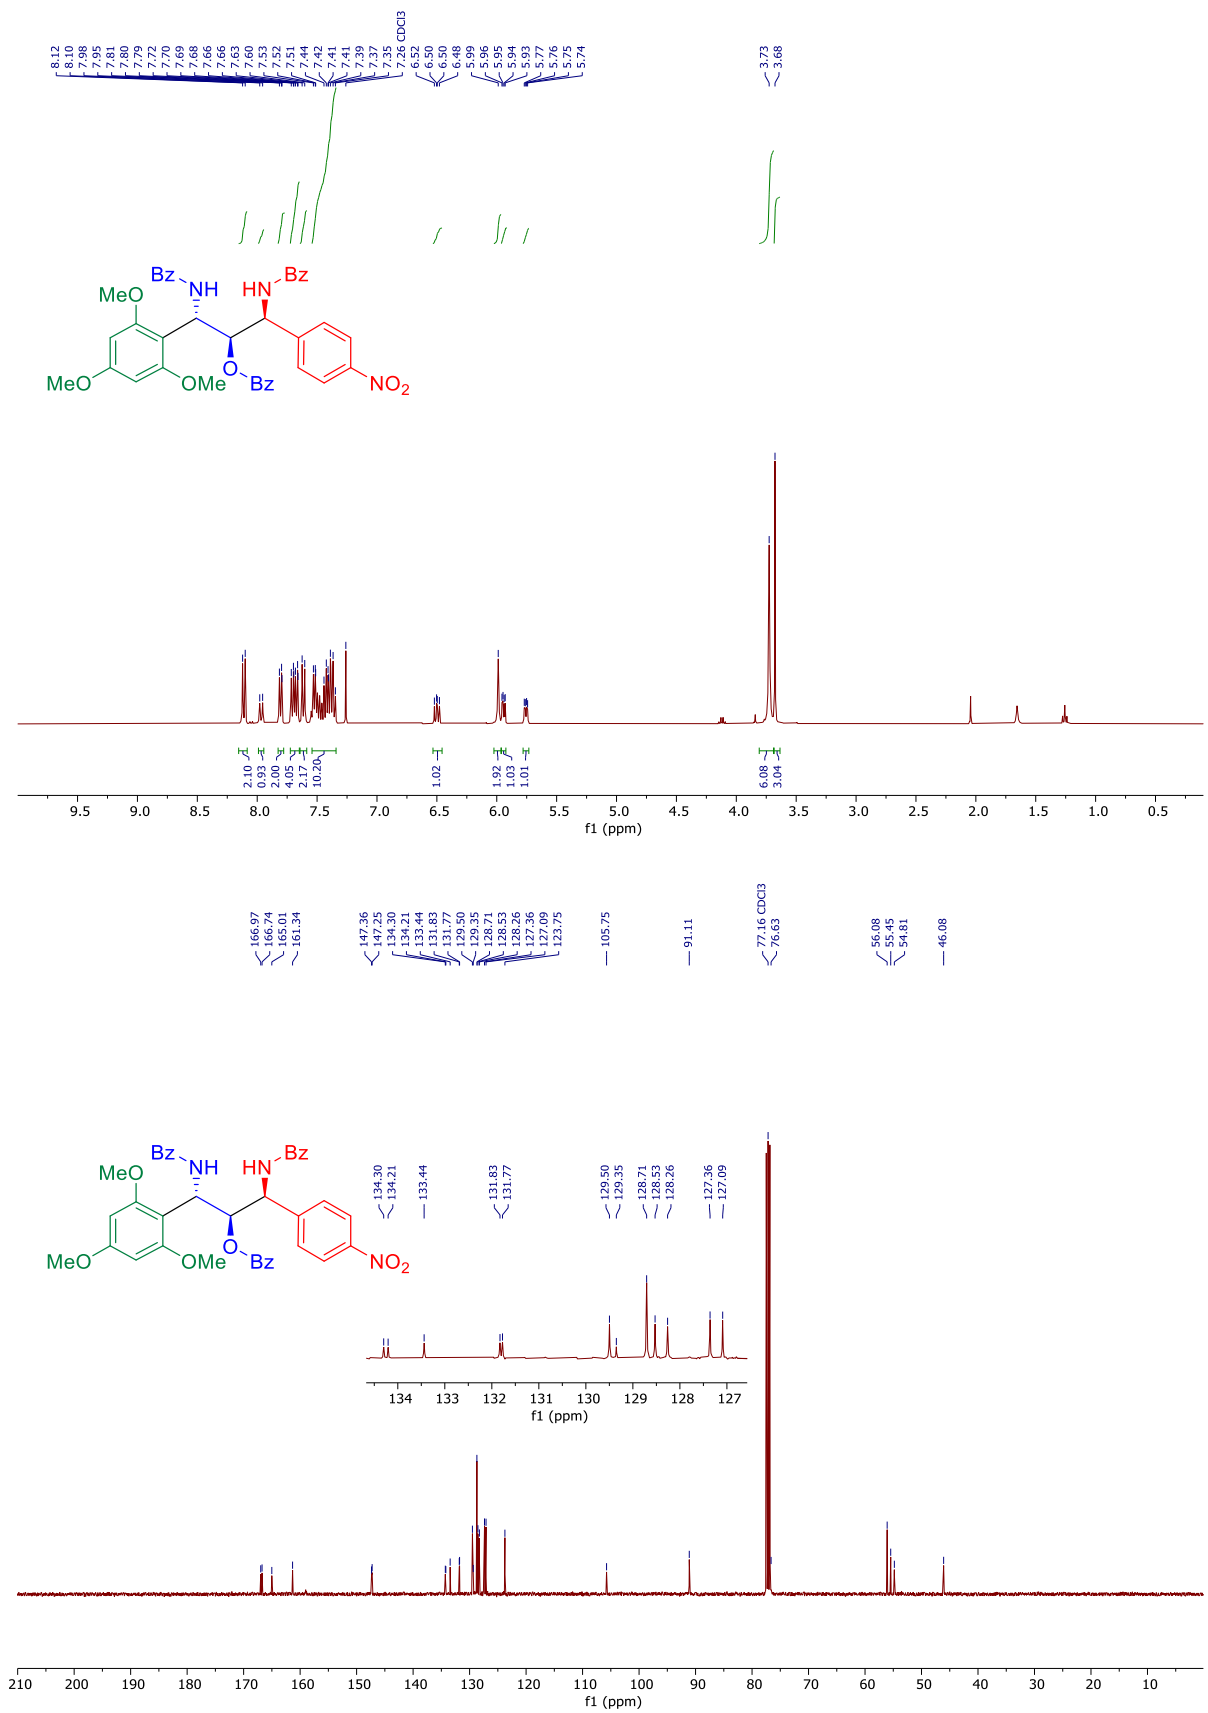 8.12 8.10 7.98 7.95 7.81 7.80 7.79 7.72 7.70 7.69 7.68 7.66 7.66 7.63 7.60 7.53 7.52 7.51 7.44 7.42 7.41 7.41 7.39 7.37 7.35 7.26 CDCl3 6.52 6.50 6.50 6.48 5.99 5.96 5.95 5.94 5.93 5.77 5.76 5.75 5.74 3.73 3.68
Bz NH HN Bz
MeO
MeO OMe O Bz NO2
2.10 0.93 2.00 4.05 2.17 10.20 1.02 1.92 1.03 1.01 6.08 3.04
9.5 9.0 8.5 8.0 7.5 7.0 6.5 6.0 5.5 5.0 4.5 4.0 3.5 3.0 2.5 2.0 1.5 1.0 0.5
f1 (ppm)
166.97 166.74 165.01 161.34 147.36 147.25 134.30 134.21 133.44 131.83 131.77 129.50 129.35 128.71 128.53 128.26 127.36 127.09 123.75 105.75 91.11 77.16 CDCl3 76.63 56.08 55.45 54.81 46.08
Bz NH HN Bz
MeO
MeO OMe O Bz NO2
134.30 134.21 133.44 131.83 131.77 129.50 129.35 128.71 128.53 128.26 127.36 127.09
134 133 132 131 130 129 128 127
f1 (ppm)
210 200 190 180 170 160 150 140 130 120 110 100 90 80 70 60 50 40 30 20 10
f1 (ppm)